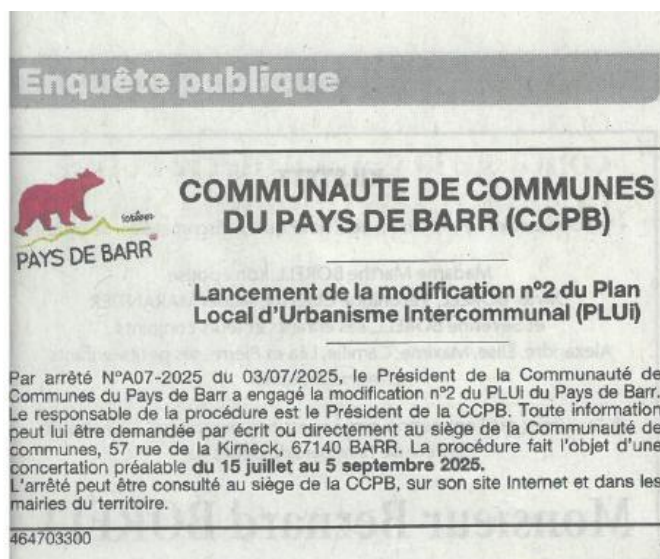 Enquête publique
PAYS DE BARR
COMMUNAUTE DE COMMUNES
DU PAYS DE BARR (CCPB)
Lancement de la modification n°2 du Plan
Local d'Urbanisme Intercommunal (PLUi)
Par arrêté N°A07-2025 du 03/07/2025, le Président de la Communauté de
Communes du Pays de Barr a engagé la modification n°2 du PLUi du Pays de Barr.
Le responsable de la procédure est le Président de la CCPB. Toute information
peut lui être demandée par écrit ou directement au siège de la Communauté de
communes, 57 rue de la Kirneck, 67140 BARR. La procédure fait l'objet d'une
concertation préalable du 15 juillet au 5 septembre 2025.
L'arrêté peut être consulté au siège de la CCPB, sur son site Internet et dans les
mairies du territoire.
464703300